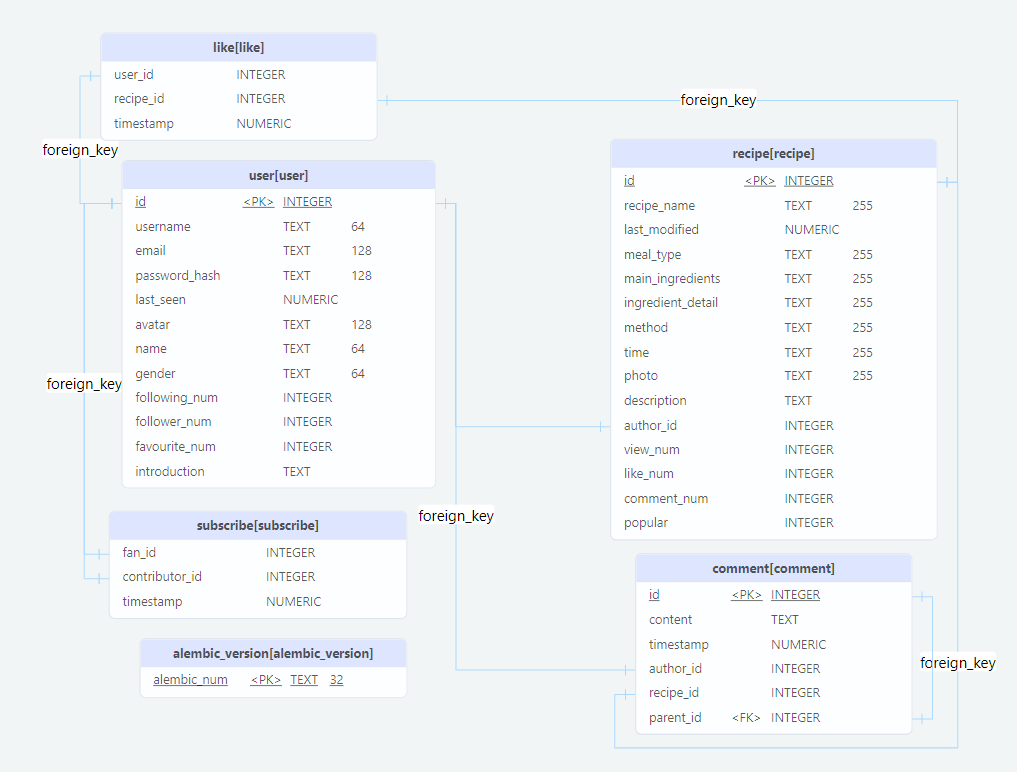 like[like]
user_id INTEGER
recipe_id INTEGER
timestamp NUMERIC
foreign_key
foreign_key
user[user]
id <PK> INTEGER
username TEXT 64
email TEXT 128
password_hash TEXT 128
last_seen NUMERIC
avatar TEXT 128
name TEXT 64
gender TEXT 64
following_num INTEGER
follower_num INTEGER
favourite_num INTEGER
introduction TEXT
foreign_key
recipe[recipe]
id <PK> INTEGER
recipe_name TEXT 255
last_modified NUMERIC
meal_type TEXT 255
main_ingredients TEXT 255
ingredient_detail TEXT 255
method TEXT 255
time TEXT 255
photo TEXT 255
description TEXT
author_id INTEGER
view_num INTEGER
like_num INTEGER
comment_num INTEGER
popular INTEGER
foreign_key
subscribe[subscribe]
fan_id INTEGER
contributor_id INTEGER
timestamp NUMERIC
comment[comment]
id <PK> INTEGER
content TEXT
timestamp NUMERIC
author_id INTEGER
recipe_id INTEGER
parent_id <FK> INTEGER
foreign_key
alembic_version[alembic_version]
alembic_num <PK> TEXT 32